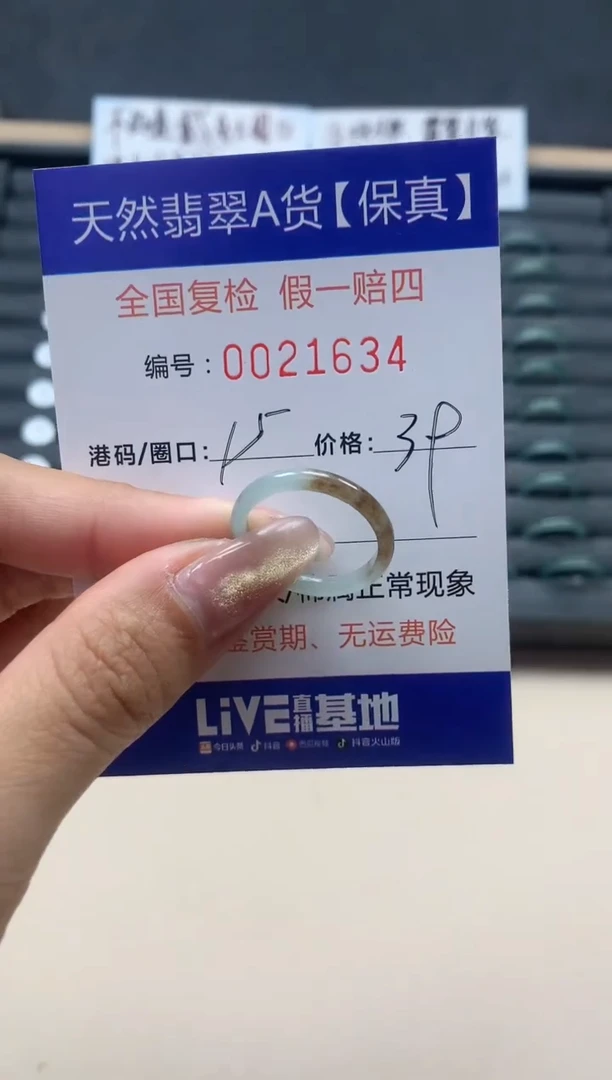 天然翡翠A货【保真】
全国复检 假一赔四
编号：0021634
港码/圈口： 15 价格： 39
正常现象
鉴赏期、无运费险
LiVE直播基地
今日头条 抖音 西瓜视频 抖音火山版